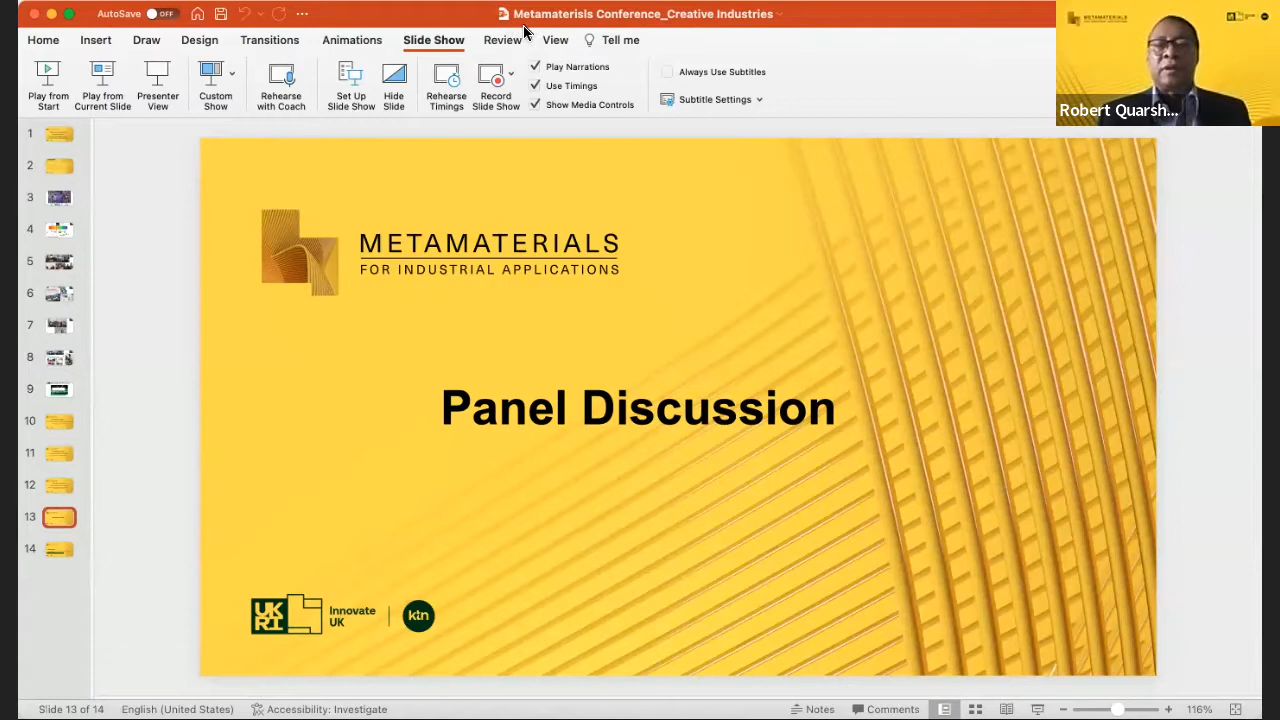 AutoSave OFF
Metamaterisls Conference_Creative Industries
Home Insert Draw Design Transitions Animations Slide Show Review View Tell me
Play from Start
Play from Current Slide
Presenter View
Custom Show
Rehearse with Coach
Set Up Slide Show
Hide Slide
Rehearse Timings
Record Slide Show
Play Narrations
Use Timings
Show Media Controls
Always Use Subtitles
Subtitle Settings
Robert Quarsh...
1
2
3
4
5
6
7
8
9
10
11
12
13
14
METAMATERIALS
FOR INDUSTRIAL APPLICATIONS
Panel Discussion
UK
RI
Innovate
UK
ktn
Slide 13 of 14 English (United States) Accessibility: Investigate Notes Comments 116%